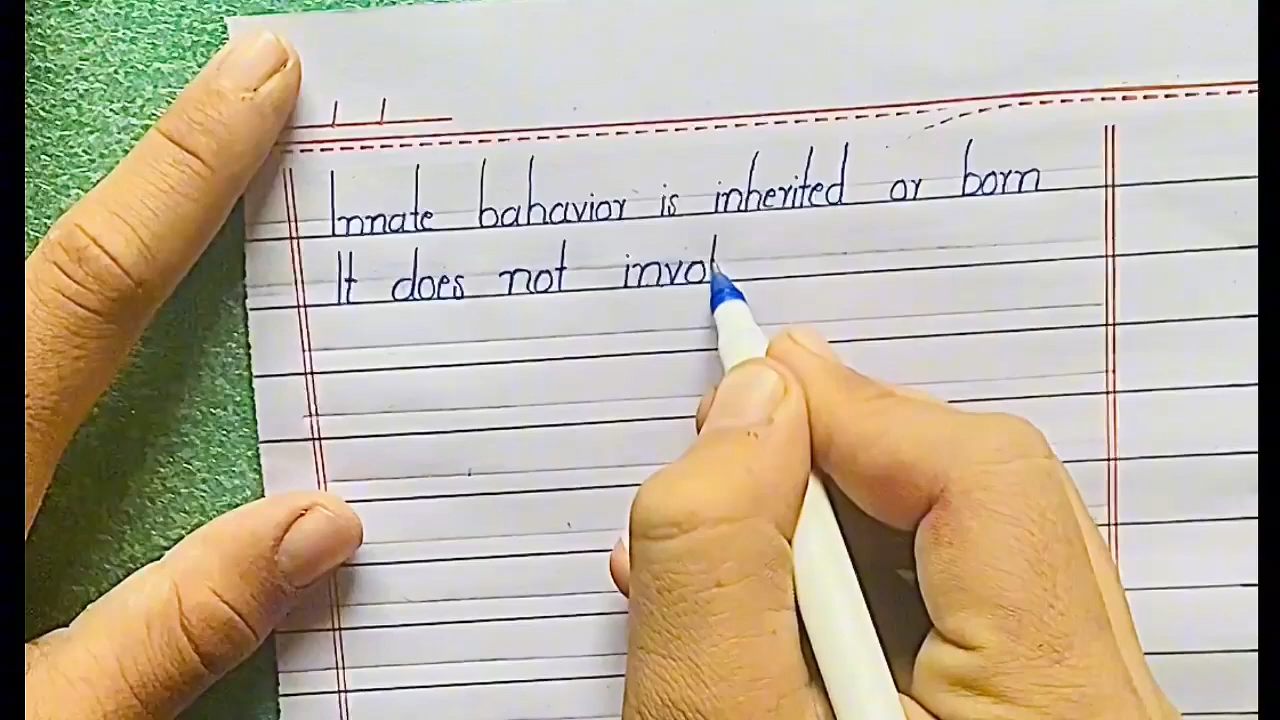 Innate bahavior is inherited or born
It does not invol